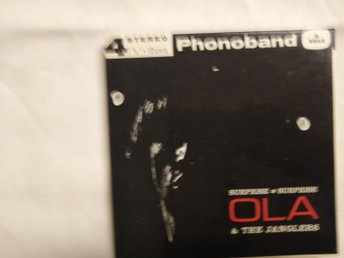 4 STEREO
Phonoband
SURPRISE * SURPRISE
OLA
& THE JANGLERS